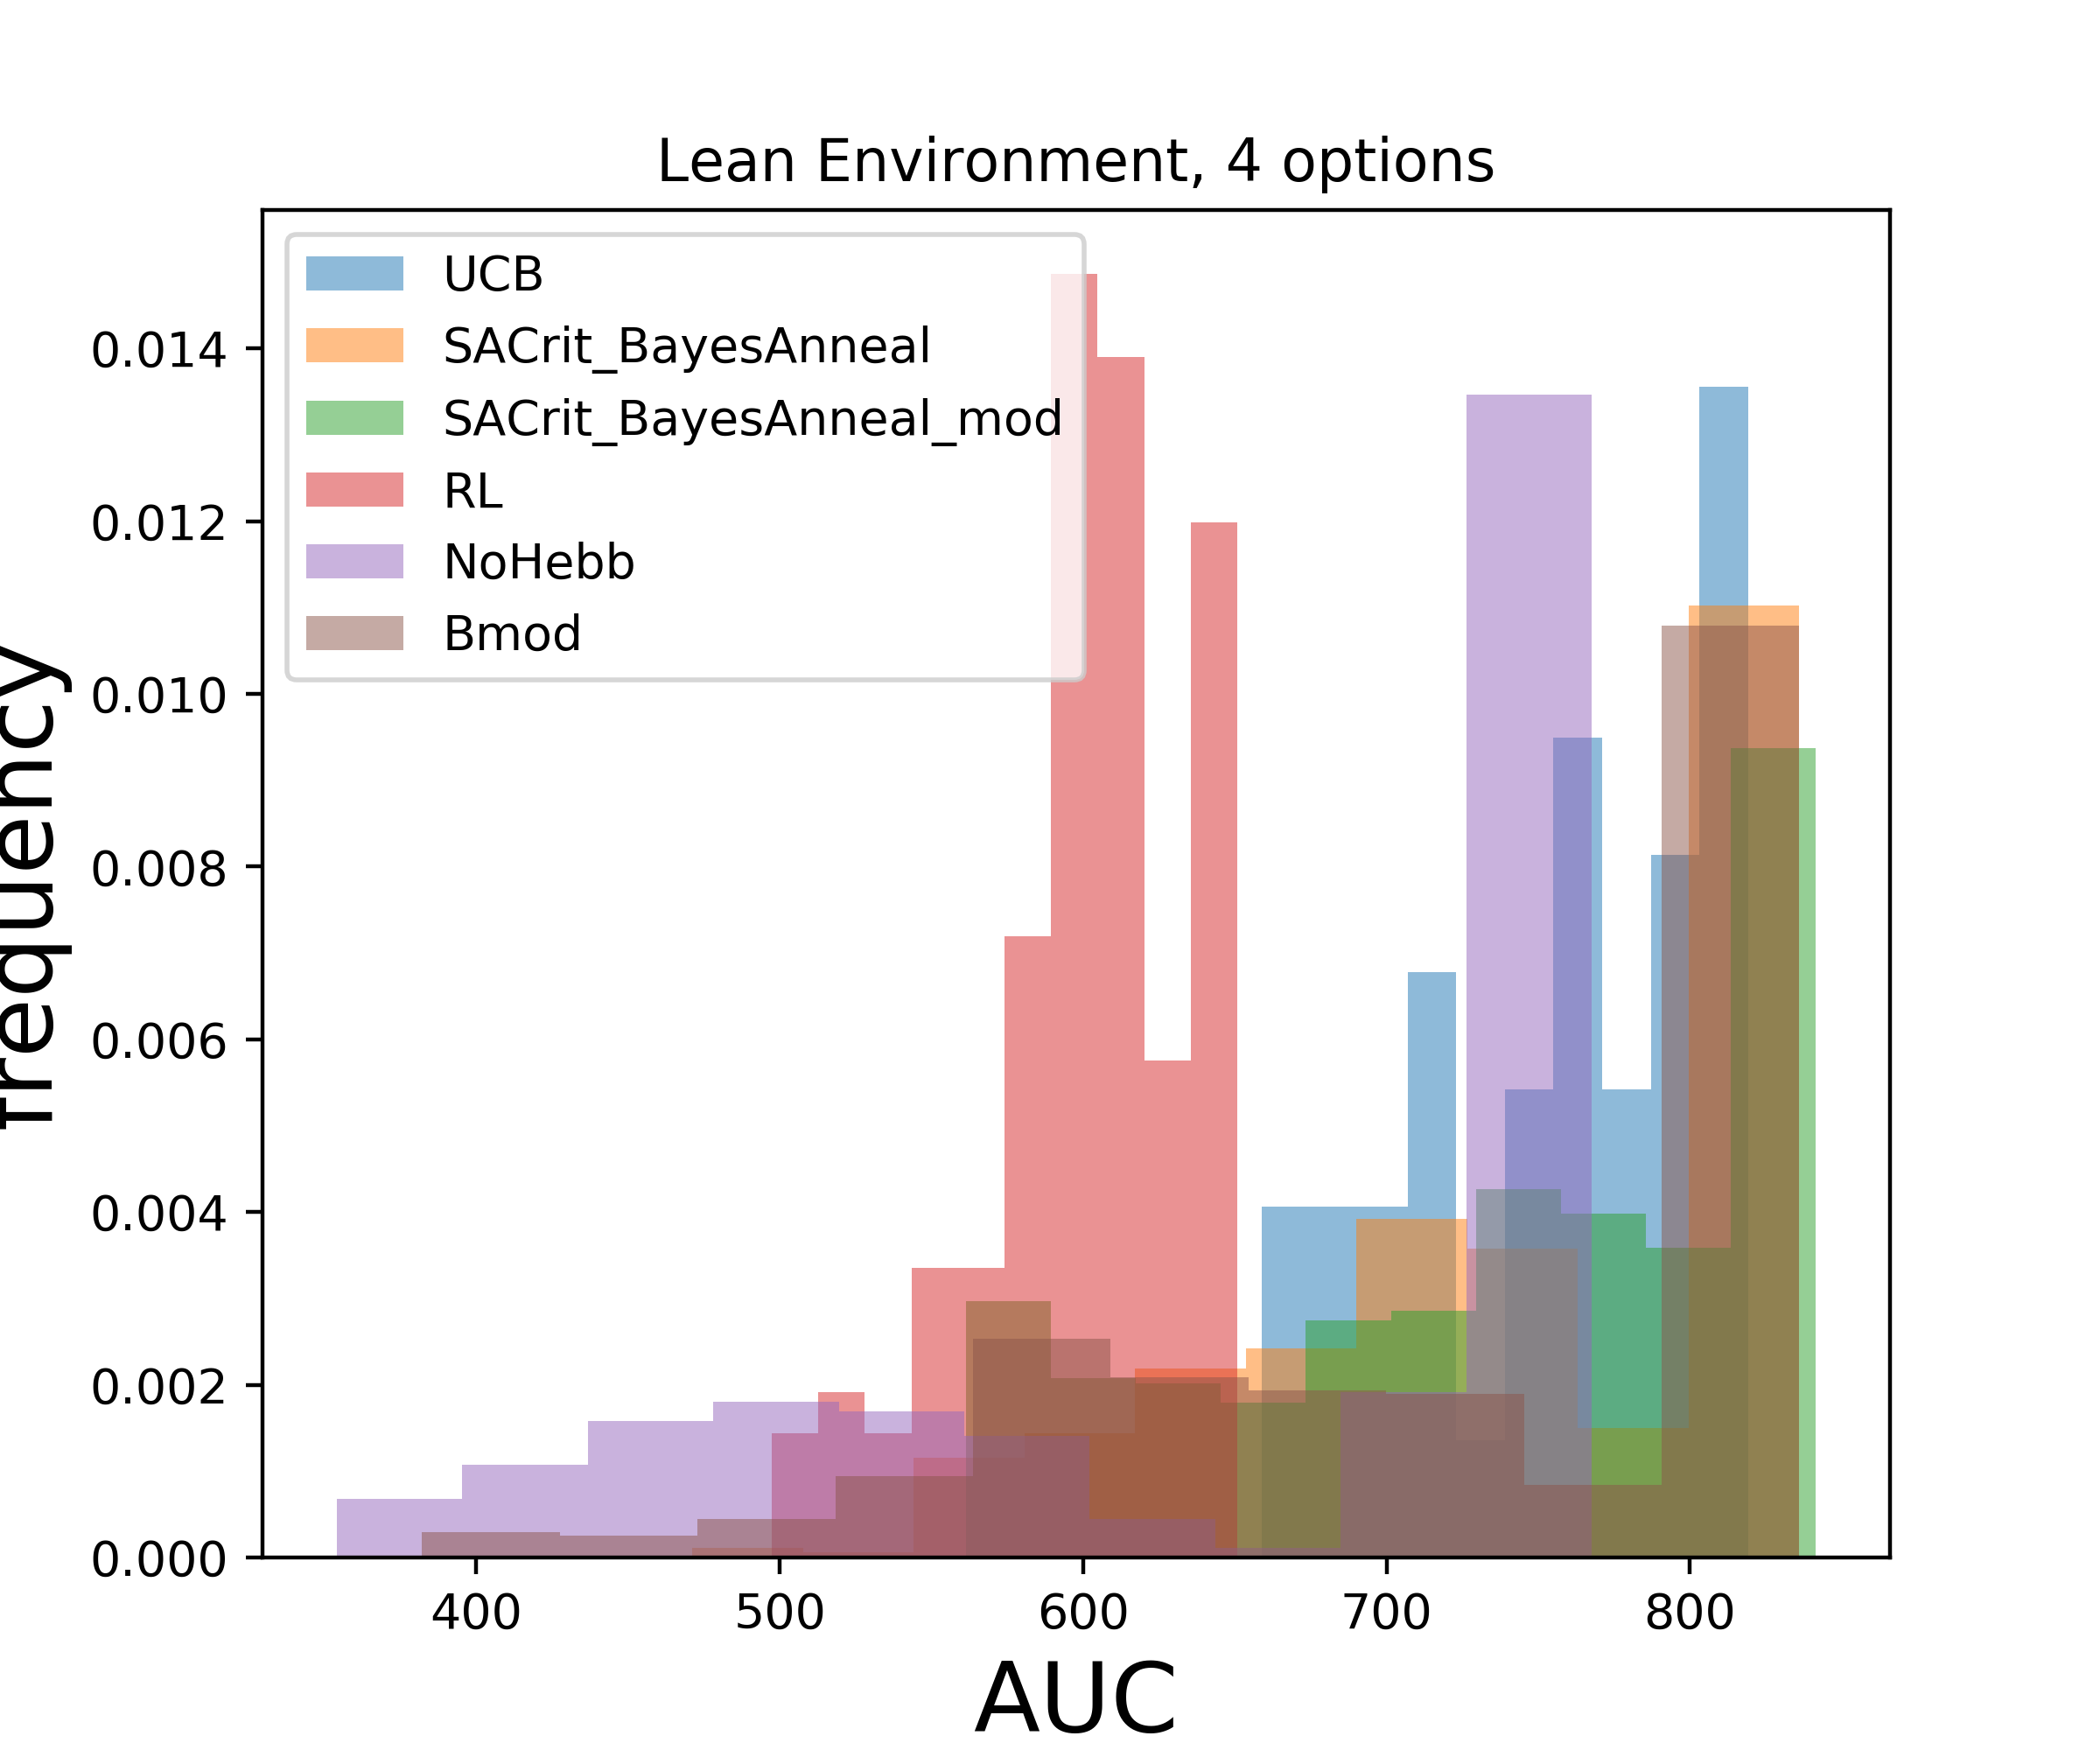 Lean Environment, 4 options
UCB
SACrit_BayesAnneal
SACrit_BayesAnneal_mod
RL
NoHebb
Bmod
0.014
0.012
0.010
0.008
0.006
0.004
0.002
0.000
frequency
400 500 600 700 800
AUC